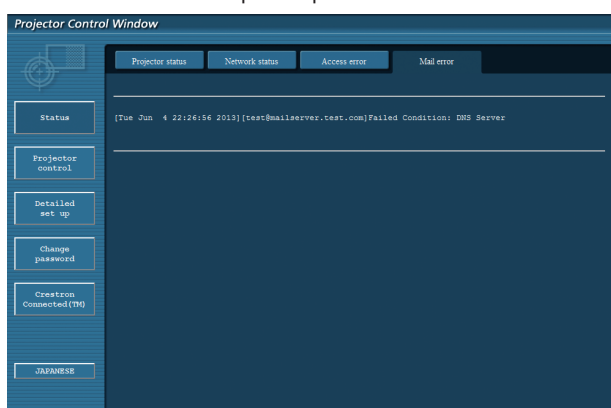 Projector Control Window
Projector status
Network status
Access error
Mail error
[Tue Jun  4 22:26:56 2013][test@mailserver.test.com]Failed Condition: DNS Server
Status
Projector
control
Detailed
set up
Change
password
Crestron
Connected(TM)
JAPANESE